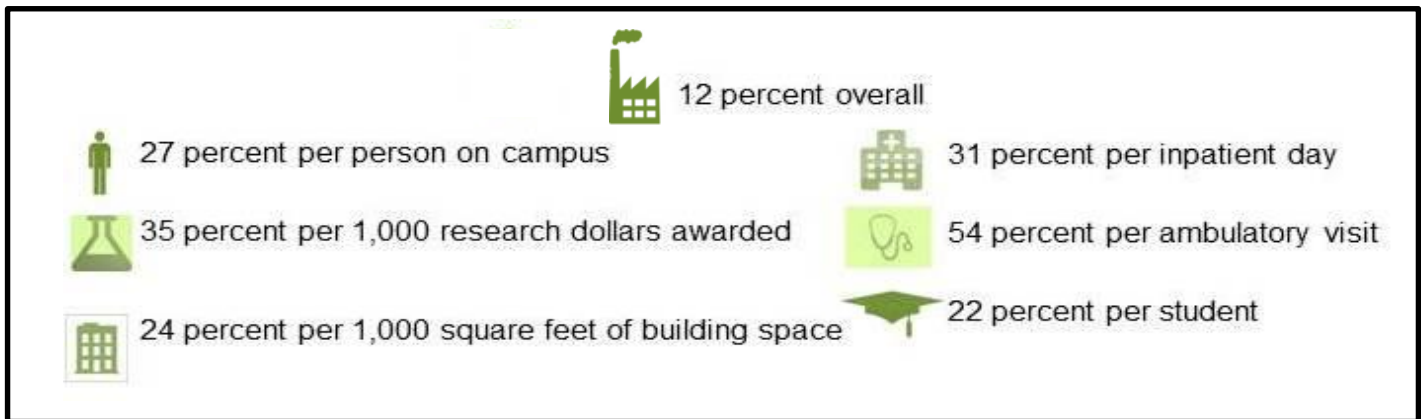 12 percent overall
27 percent per person on campus
31 percent per inpatient day
35 percent per 1,000 research dollars awarded
54 percent per ambulatory visit
24 percent per 1,000 square feet of building space
22 percent per student